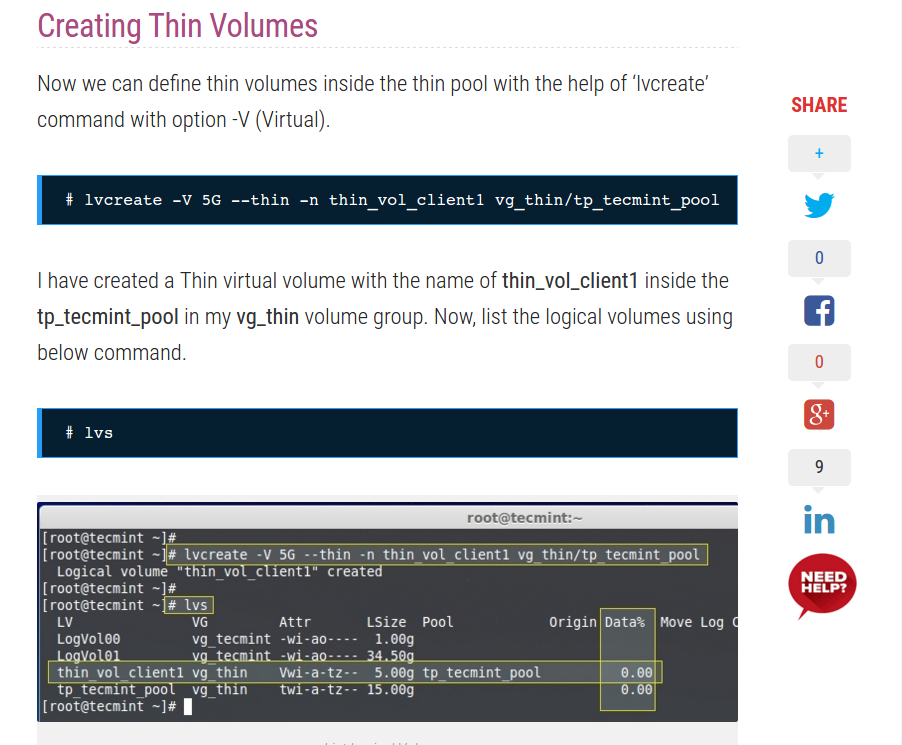 Creating Thin Volumes
Now we can define thin volumes inside the thin pool with the help of ‘lvcreate’
command with option -V (Virtual).
# lvcreate -V 5G --thin -n thin_vol_client1 vg_thin/tp_tecmint_pool
I have created a Thin virtual volume with the name of thin_vol_client1 inside the
tp_tecmint_pool in my vg_thin volume group. Now, list the logical volumes using
below command.
# lvs
root@tecmint:~
[root@tecmint ~]#
[root@tecmint ~]# lvcreate -V 5G --thin -n thin_vol_client1 vg_thin/tp_tecmint_pool
Logical volume "thin_vol_client1" created
[root@tecmint ~]#
[root@tecmint ~]# lvs
LV VG Attr LSize Pool Origin Data% Move Log C
LogVol00 vg_tecmint -wi-ao---- 1.00g
LogVol01 vg_tecmint -wi-ao---- 34.50g
thin_vol_client1 vg_thin Vwi-a-tz-- 5.00g tp_tecmint_pool 0.00
tp_tecmint_pool vg_thin twi-a-tz-- 15.00g 0.00
[root@tecmint ~]#
SHARE
+
0
0
g+
9
in
NEED
HELP?